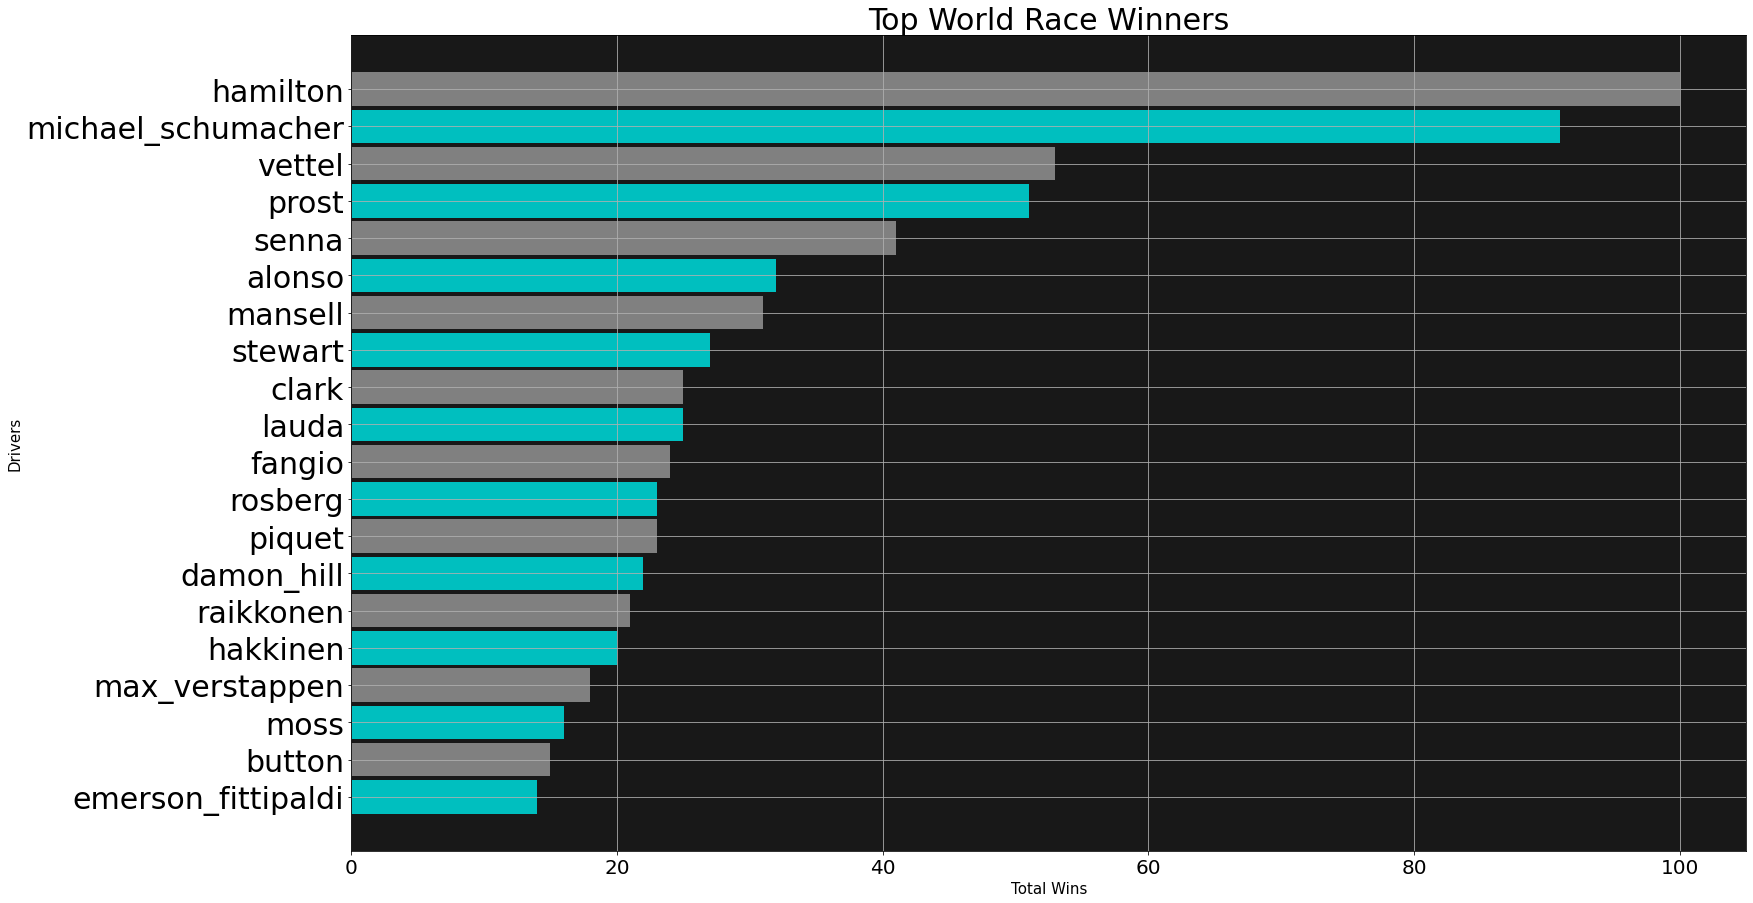 Top World Race Winners
hamilton
michael_schumacher
vettel
prost
senna
alonso
mansell
stewart
clark
lauda
fangio
rosberg
piquet
damon_hill
raikkonen
hakkinen
max_verstappen
moss
button
emerson_fittipaldi
Drivers
0 20 40 60 80 100
Total Wins